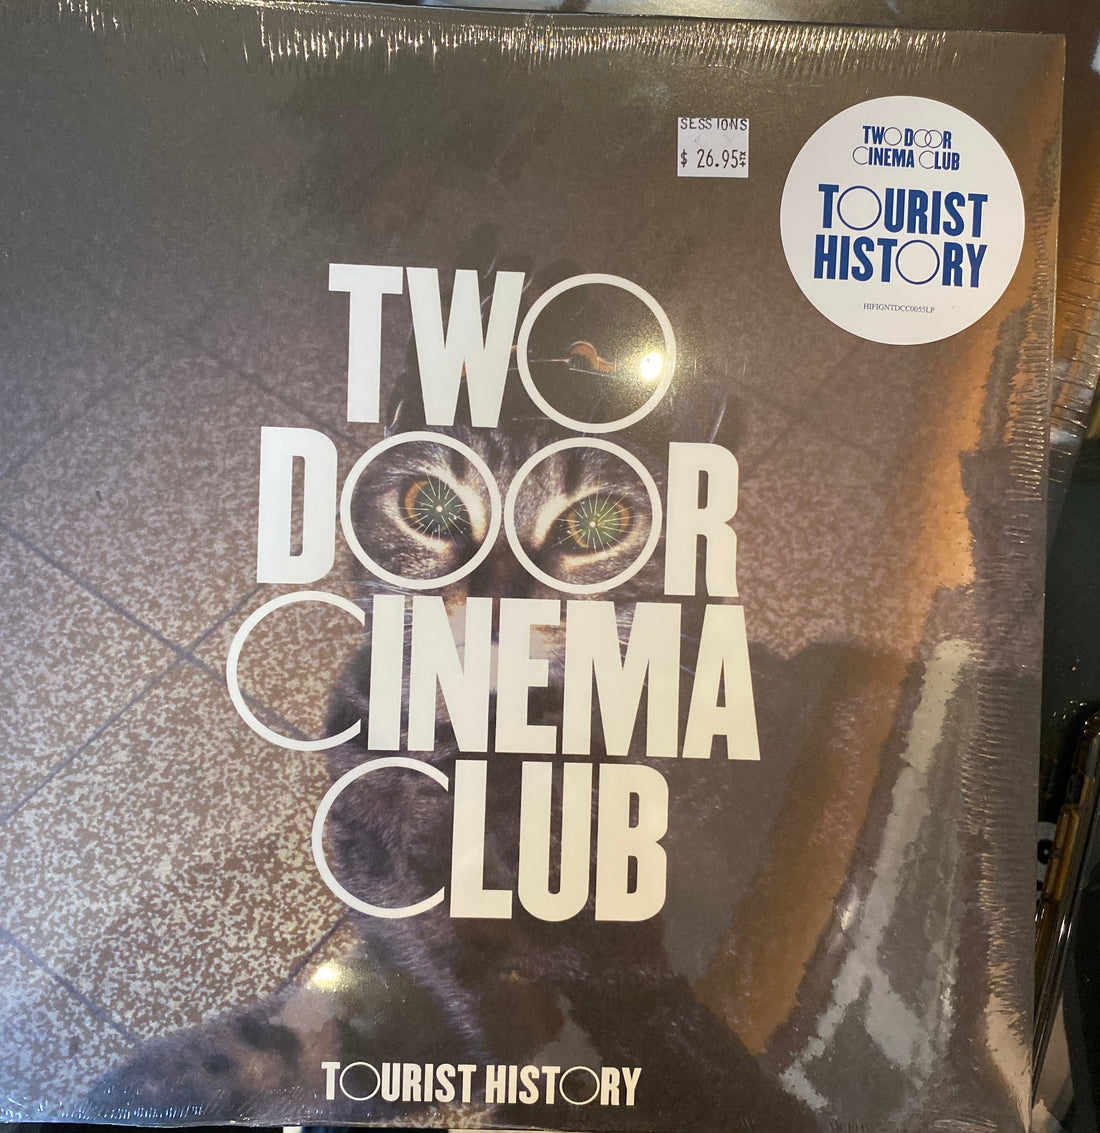 SESSIONS
$ 26.95
TWO DOOR
CINEMA CLUB
TOURIST
HISTORY
HIFIGNTDCC0055LP
TWO
DOOR
CINEMA
CLUB
TOURIST HISTORY